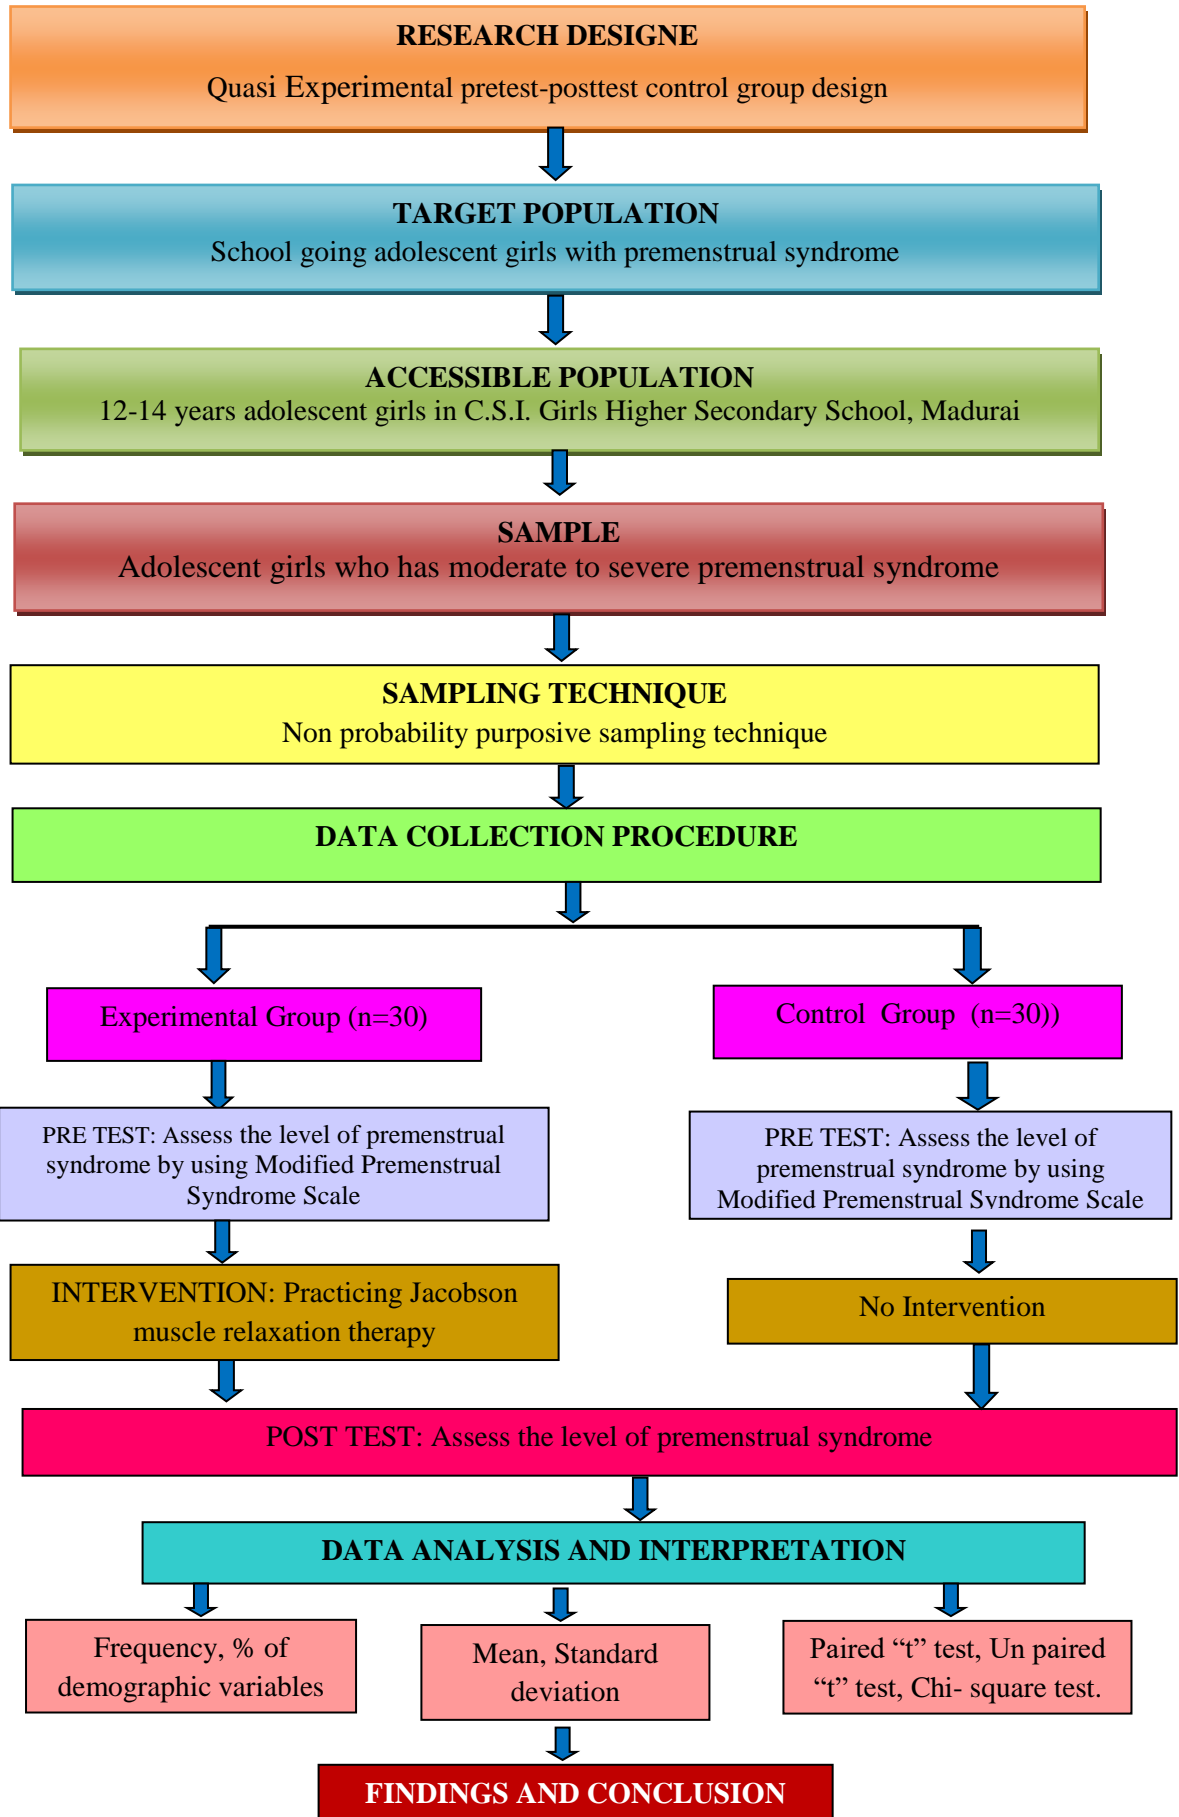 RESEARCH DESIGNE
Quasi Experimental pretest-posttest control group design
TARGET POPULATION
School going adolescent girls with premenstrual syndrome
ACCESSIBLE POPULATION
12-14 years adolescent girls in C.S.I. Girls Higher Secondary School, Madurai
SAMPLE
Adolescent girls who has moderate to severe premenstrual syndrome
SAMPLING TECHNIQUE
Non probability purposive sampling technique
DATA COLLECTION PROCEDURE
Experimental Group (n=30)
Control Group (n=30))
PRE TEST: Assess the level of premenstrual
syndrome by using Modified Premenstrual
Syndrome Scale
PRE TEST: Assess the level of
premenstrual syndrome by using
Modified Premenstrual Syndrome Scale
INTERVENTION: Practicing Jacobson
muscle relaxation therapy
No Intervention
POST TEST: Assess the level of premenstrual syndrome
DATA ANALYSIS AND INTERPRETATION
Frequency, % of
demographic variables
Mean, Standard
deviation
Paired “t” test, Un paired
“t” test, Chi- square test.
FINDINGS AND CONCLUSION